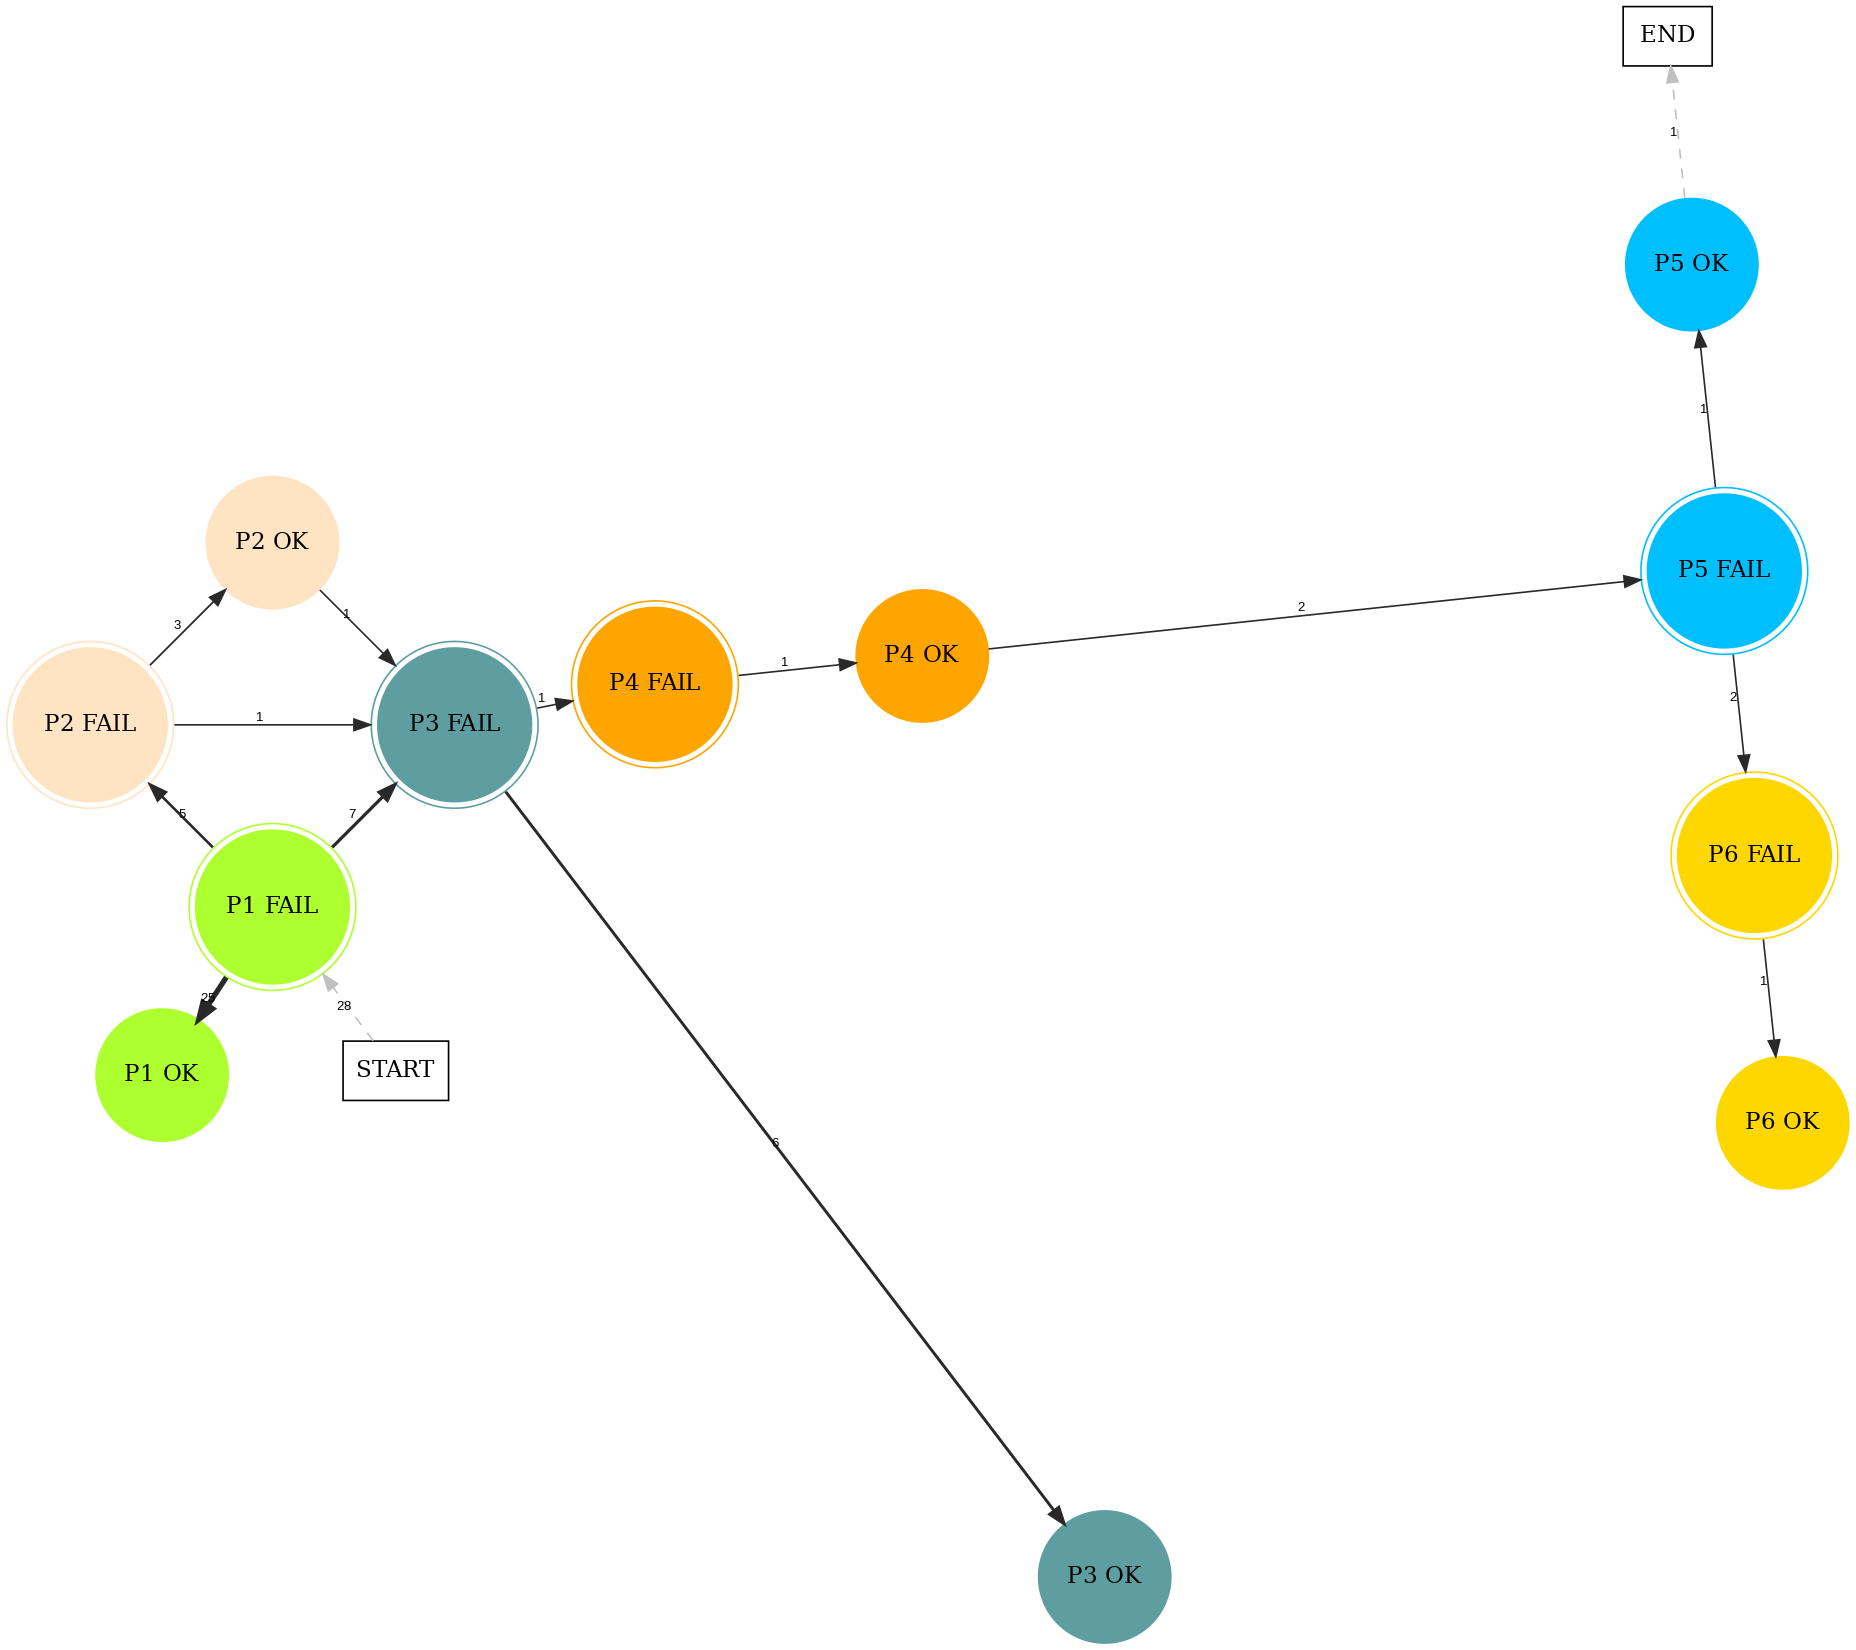 END
1
P5 OK
1
P2 OK
P5 FAIL
2
1
3
P4 OK
1
P4 FAIL
1
P2 FAIL
1
P3 FAIL
2
5
7
P6 FAIL
P1 FAIL
1
25
28
START
P1 OK
P6 OK
6
P3 OK